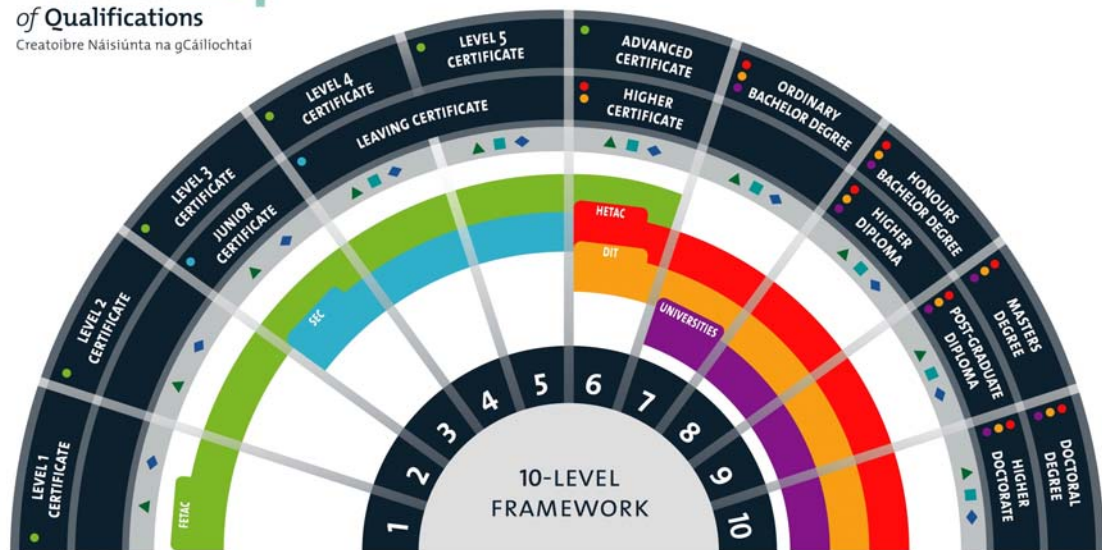 of Qualifications
Creatoibre Náisiúnta na gCáilíochtaí
LEVEL 1
CERTIFICATE
LEVEL 2
CERTIFICATE
LEVEL 3
CERTIFICATE
JUNIOR
CERTIFICATE
LEVEL 4
CERTIFICATE
LEAVING CERTIFICATE
LEVEL 5
CERTIFICATE
ADVANCED
CERTIFICATE
HIGHER
CERTIFICATE
ORDINARY
BACHELOR DEGREE
HONOURS
BACHELOR DEGREE
HIGHER
DIPLOMA
MASTERS
DEGREE
POST-GRADUATE
DIPLOMA
DOCTORAL
DEGREE
HIGHER
DOCTORATE
FETAC
SEC
HETAC
DIT
UNIVERSITIES
1
2
3
4
5
6
7
8
9
10
10-LEVEL
FRAMEWORK